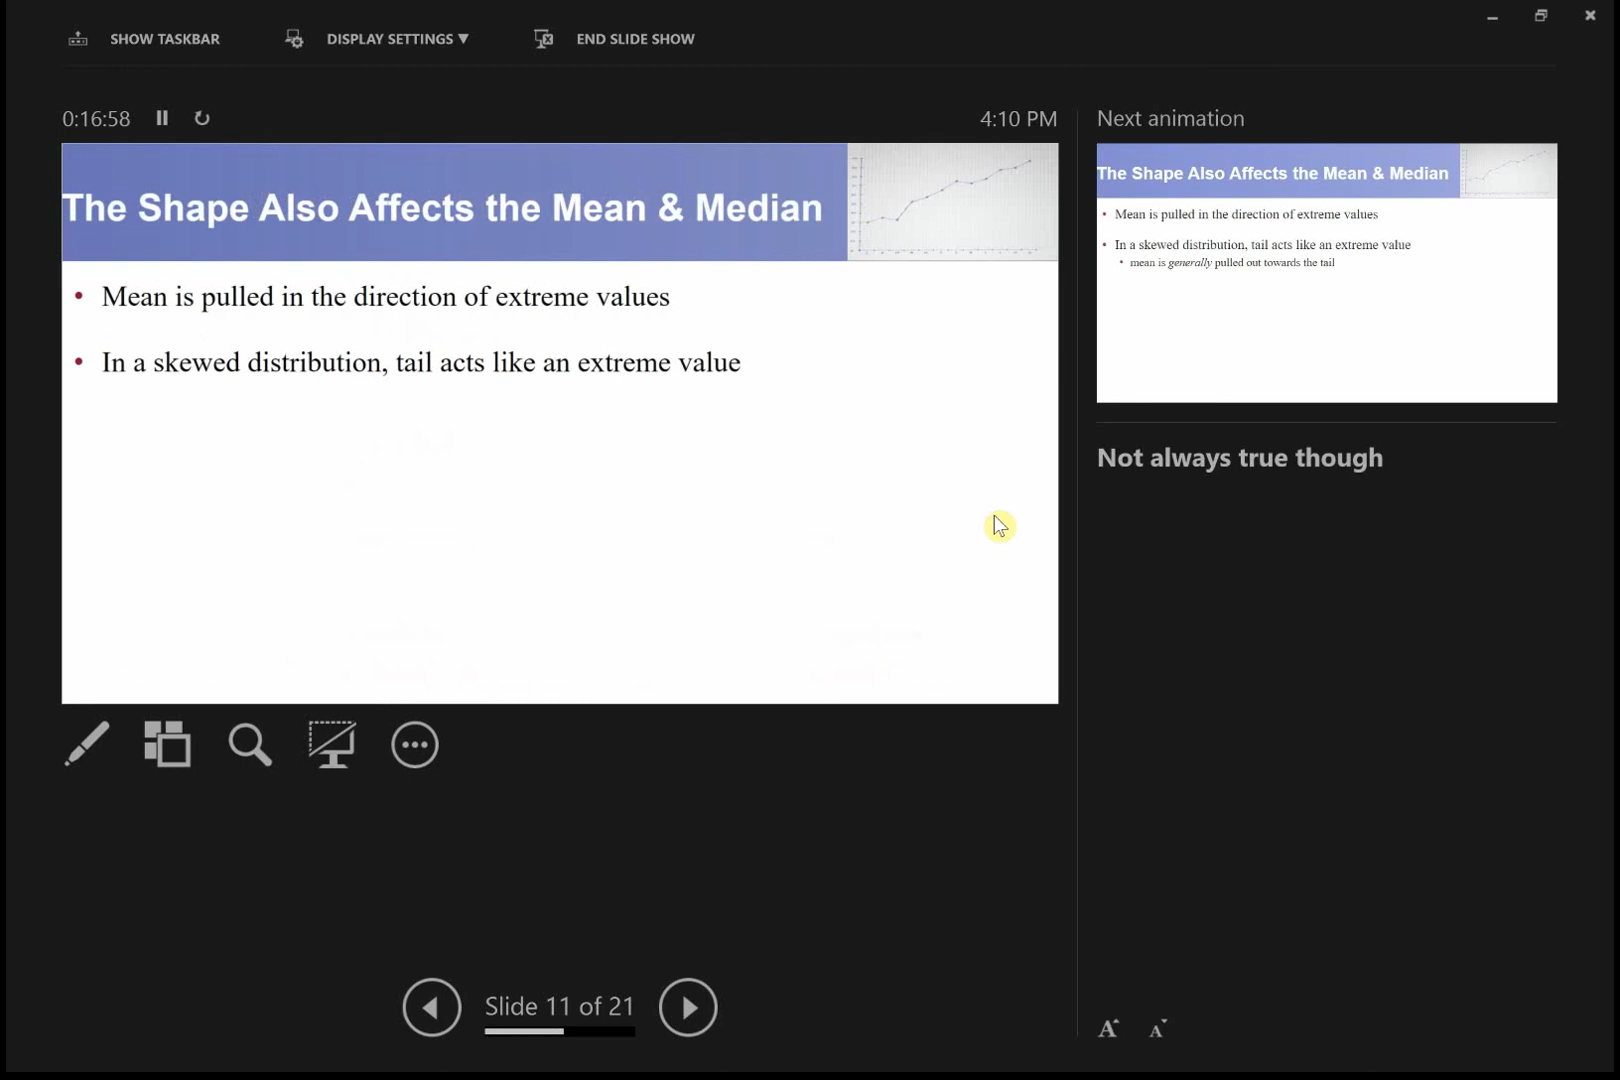 SHOW TASKBAR
DISPLAY SETTINGS ▼
END SLIDE SHOW
0:16:58
4:10 PM
The Shape Also Affects the Mean & Median
• Mean is pulled in the direction of extreme values
• In a skewed distribution, tail acts like an extreme value
Next animation
The Shape Also Affects the Mean & Median
• Mean is pulled in the direction of extreme values
• In a skewed distribution, tail acts like an extreme value
• mean is generally pulled out towards the tail
Not always true though
Slide 11 of 21
A A